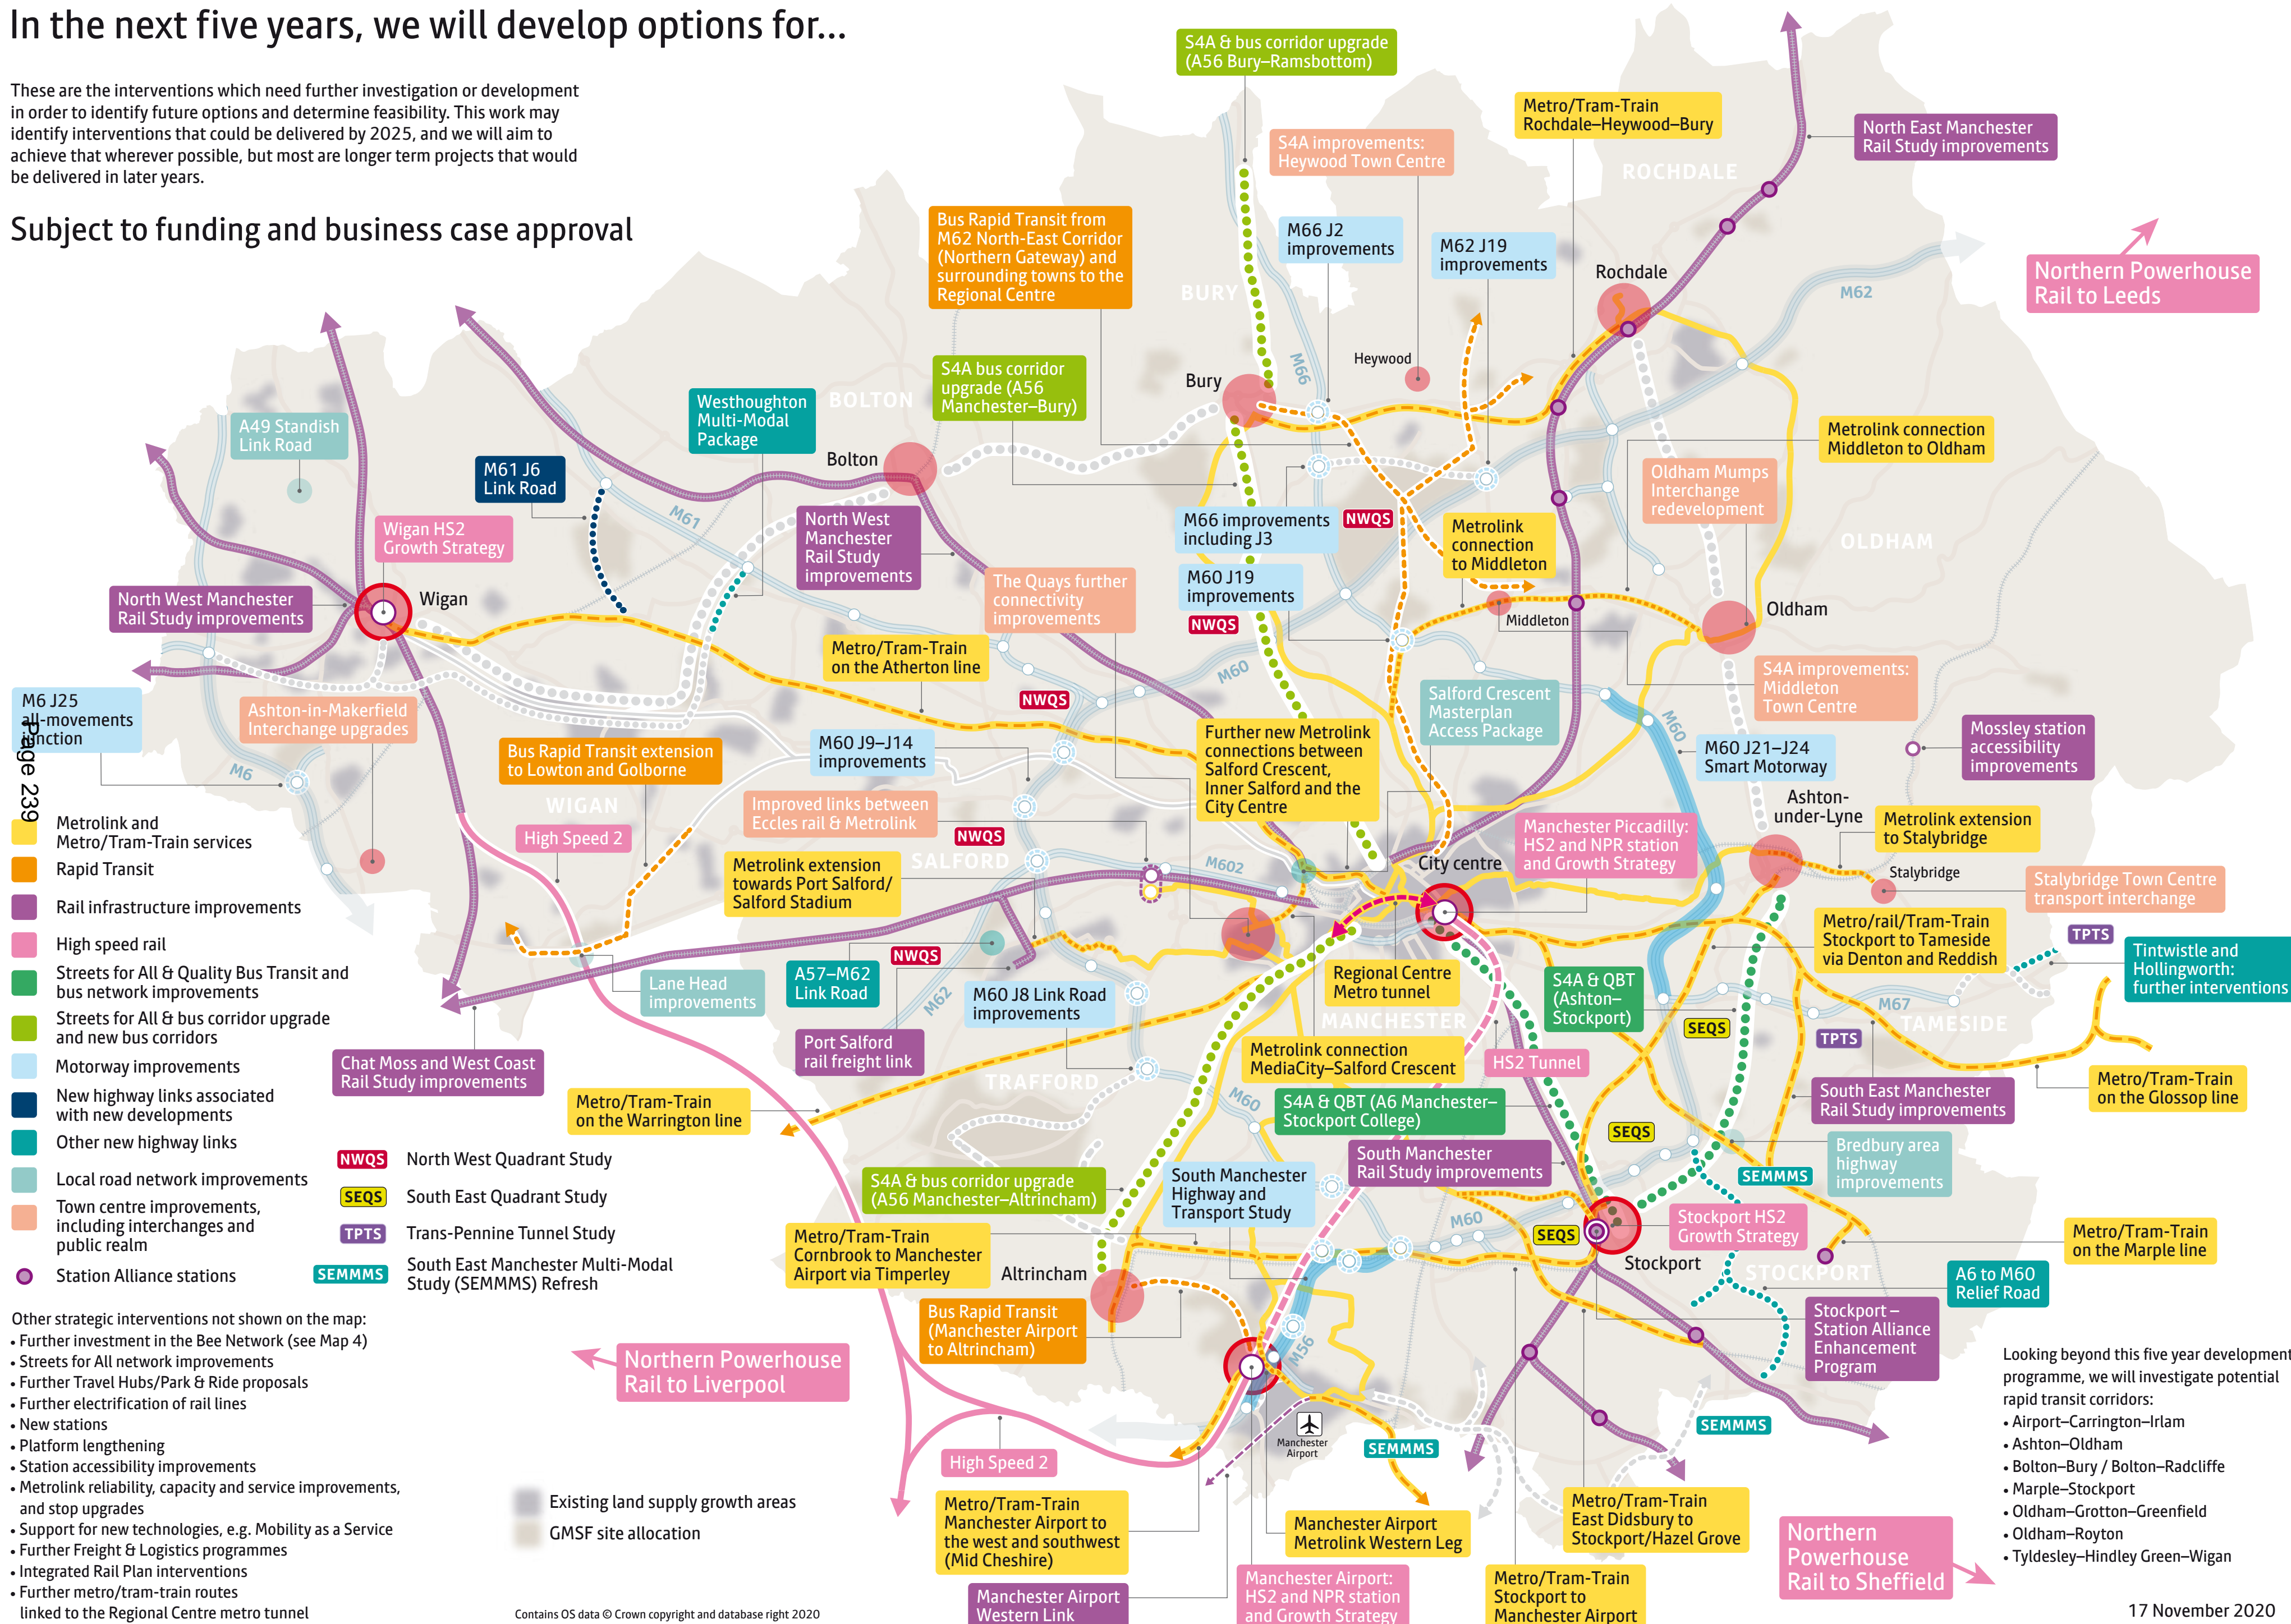 In the next five years, we will develop options for...
These are the interventions which need further investigation or development
in order to identify future options and determine feasibility. This work may
identify interventions that could be delivered by 2025, and we will aim to
achieve that wherever possible, but most are longer term projects that would
be delivered in later years.
Subject to funding and business case approval
S4A & bus corridor upgrade
(A56 Bury–Ramsbottom)
Metro/Tram-Train
Rochdale–Heywood–Bury
North East Manchester
Rail Study improvements
S4A improvements:
Heywood Town Centre
ROCHDALE
Bus Rapid Transit from
M62 North-East Corridor
(Northern Gateway) and
surrounding towns to the
Regional Centre
M66 J2
improvements
M62 J19
improvements
Rochdale
Northern Powerhouse
Rail to Leeds
BURY
M62
M66
Heywood
Bury
S4A bus corridor
upgrade (A56
Manchester–Bury)
Westhoughton
Multi-Modal
Package
BOLTON
A49 Standish
Link Road
M61 J6
Link Road
Bolton
Metrolink connection
Middleton to Oldham
Oldham Mumps
Interchange
redevelopment
M61
Wigan HS2
Growth Strategy
North West
Manchester
Rail Study
improvements
M66 improvements
including J3
NWQS
Metrolink
connection
to Middleton
OLDHAM
North West Manchester
Rail Study improvements
Wigan
The Quays further
connectivity
improvements
M60 J19
improvements
NWQS
Middleton
Oldham
Metro/Tram-Train
on the Atherton line
M60
S4A improvements:
Middleton
Town Centre
M6 J25
all-movements
junction
Page 239
Ashton-in-Makerfield
Interchange upgrades
NWQS
Salford Crescent
Masterplan
Access Package
M60
Mossley station
accessibility
improvements
M6
Bus Rapid Transit extension
to Lowton and Golborne
M60 J9–J14
improvements
Further new Metrolink
connections between
Salford Crescent,
Inner Salford and the
City Centre
M60 J21–J24
Smart Motorway
WIGAN
Improved links between
Eccles rail & Metrolink
Ashton-
under-Lyne
Metrolink extension
to Stalybridge
High Speed 2
NWQS
SALFORD
M602
City centre
Manchester Piccadilly:
HS2 and NPR station
and Growth Strategy
Metrolink extension
towards Port Salford/
Salford Stadium
Stalybridge
Stalybridge Town Centre
transport interchange
Metro/rail/Tram-Train
Stockport to Tameside
via Denton and Reddish
TPTS
Tintwistle and
Hollingworth:
further interventions
NWQS
A57–M62
Link Road
Lane Head
improvements
M62
M60 J8 Link Road
improvements
Regional Centre
Metro tunnel
S4A & QBT
(Ashton–
Stockport)
M67
MANCHESTER
SEQS
TPTS
TAMESIDE
Port Salford
rail freight link
Metrolink connection
MediaCity–Salford Crescent
HS2 Tunnel
Chat Moss and West Coast
Rail Study improvements
TRAFFORD
Metro/Tram-Train
on the Warrington line
M60
S4A & QBT (A6 Manchester–
Stockport College)
South East Manchester
Rail Study improvements
Metro/Tram-Train
on the Glossop line
SEQS
South Manchester
Rail Study improvements
Bredbury area
highway
improvements
SEMMMS
S4A & bus corridor upgrade
(A56 Manchester–Altrincham)
South Manchester
Highway and
Transport Study
M60
SEQS
Stockport HS2
Growth Strategy
Metro/Tram-Train
on the Marple line
Metro/Tram-Train
Cornbrook to Manchester
Airport via Timperley
Altrincham
Stockport
STOCKPORT
A6 to M60
Relief Road
Bus Rapid Transit
(Manchester Airport
to Altrincham)
M56
Stockport –
Station Alliance
Enhancement
Program
Manchester
Airport
SEMMMS
SEMMMS
High Speed 2
Metro/Tram-Train
Manchester Airport to
the west and southwest
(Mid Cheshire)
Manchester Airport
Metrolink Western Leg
Metro/Tram-Train
East Didsbury to
Stockport/Hazel Grove
Manchester Airport
Western Link
Manchester Airport:
HS2 and NPR station
and Growth Strategy
Metro/Tram-Train
Stockport to
Manchester Airport
Northern
Powerhouse
Rail to Sheffield
Northern Powerhouse
Rail to Liverpool
Metrolink and
Metro/Tram-Train services
Rapid Transit
Rail infrastructure improvements
High speed rail
Streets for All & Quality Bus Transit and
bus network improvements
Streets for All & bus corridor upgrade
and new bus corridors
Motorway improvements
New highway links associated
with new developments
Other new highway links
Local road network improvements
Town centre improvements,
including interchanges and
public realm
Station Alliance stations
NWQS North West Quadrant Study
SEQS South East Quadrant Study
TPTS Trans-Pennine Tunnel Study
SEMMMS South East Manchester Multi-Modal
Study (SEMMMS) Refresh
Other strategic interventions not shown on the map:
• Further investment in the Bee Network (see Map 4)
• Streets for All network improvements
• Further Travel Hubs/Park & Ride proposals
• Further electrification of rail lines
• New stations
• Platform lengthening
• Station accessibility improvements
• Metrolink reliability, capacity and service improvements,
and stop upgrades
• Support for new technologies, e.g. Mobility as a Service
• Further Freight & Logistics programmes
• Integrated Rail Plan interventions
• Further metro/tram-train routes
linked to the Regional Centre metro tunnel
Existing land supply growth areas
GMSF site allocation
Contains OS data © Crown copyright and database right 2020
Looking beyond this five year development
programme, we will investigate potential
rapid transit corridors:
• Airport–Carrington–Irlam
• Ashton–Oldham
• Bolton–Bury / Bolton–Radcliffe
• Marple–Stockport
• Oldham–Grotton–Greenfield
• Oldham–Royton
• Tyldesley–Hindley Green–Wigan
17 November 2020